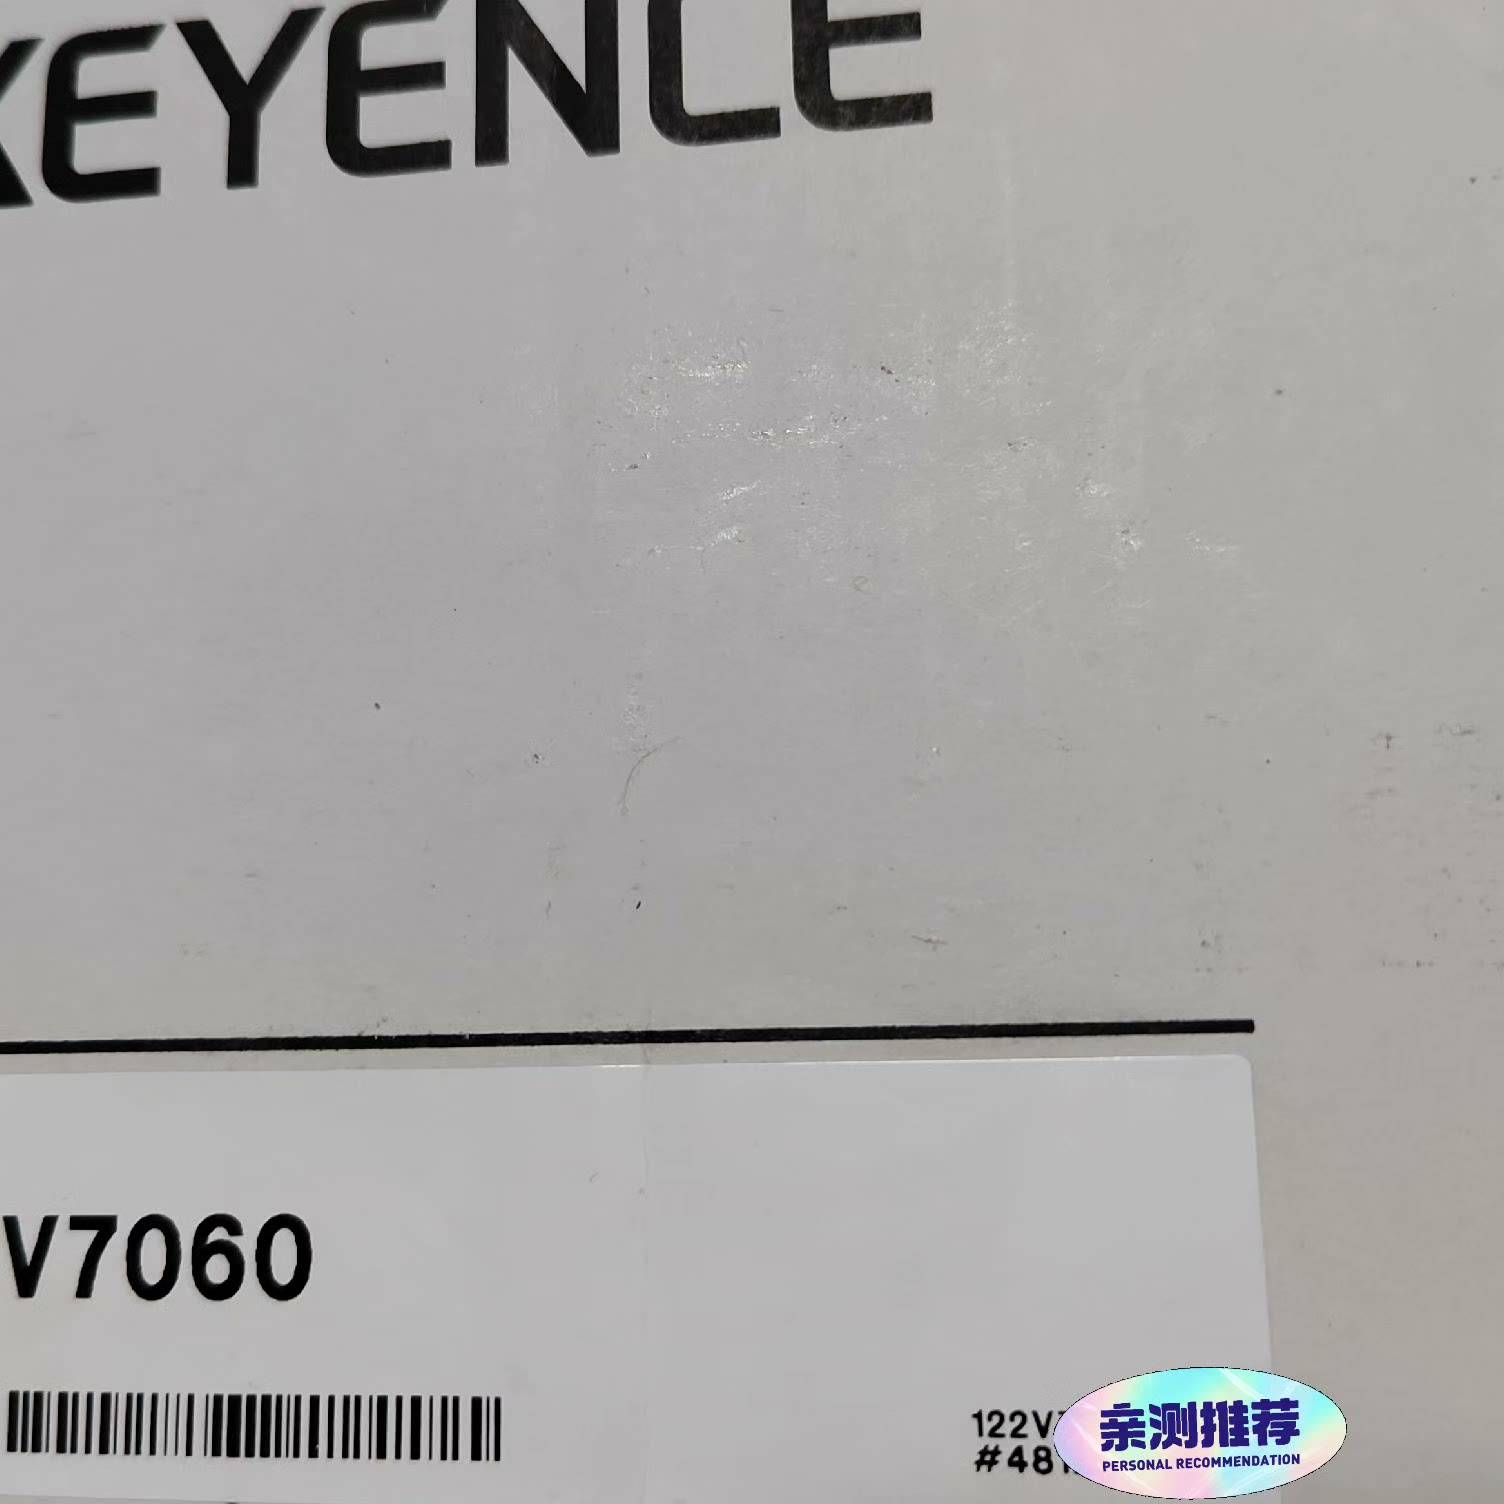 KEYENCE
V7060
122V
#48
亲测推荐
PERSONAL RECOMMENDATION